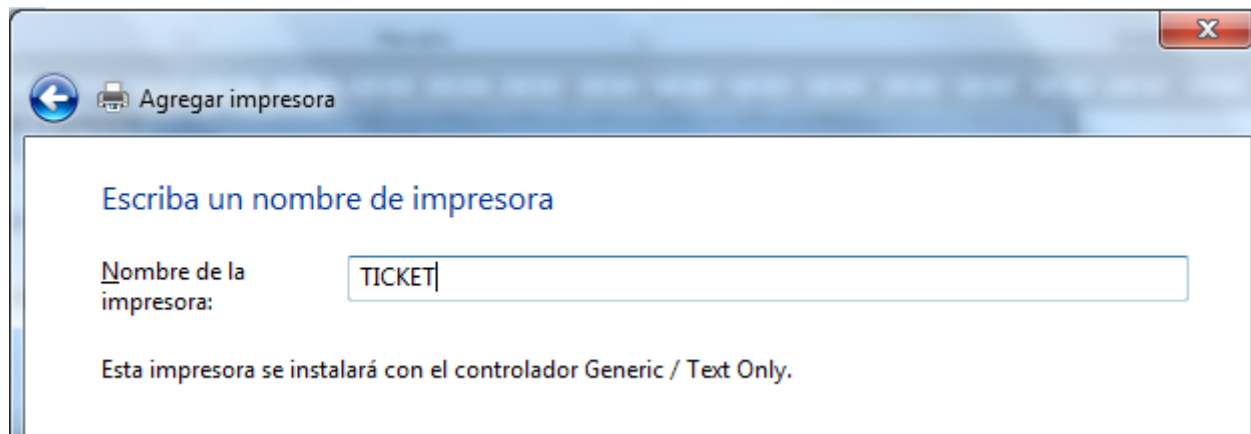 Agregar impresora
Escriba un nombre de impresora
Nombre de la
impresora:
TICKET
Esta impresora se instalará con el controlador Generic / Text Only.